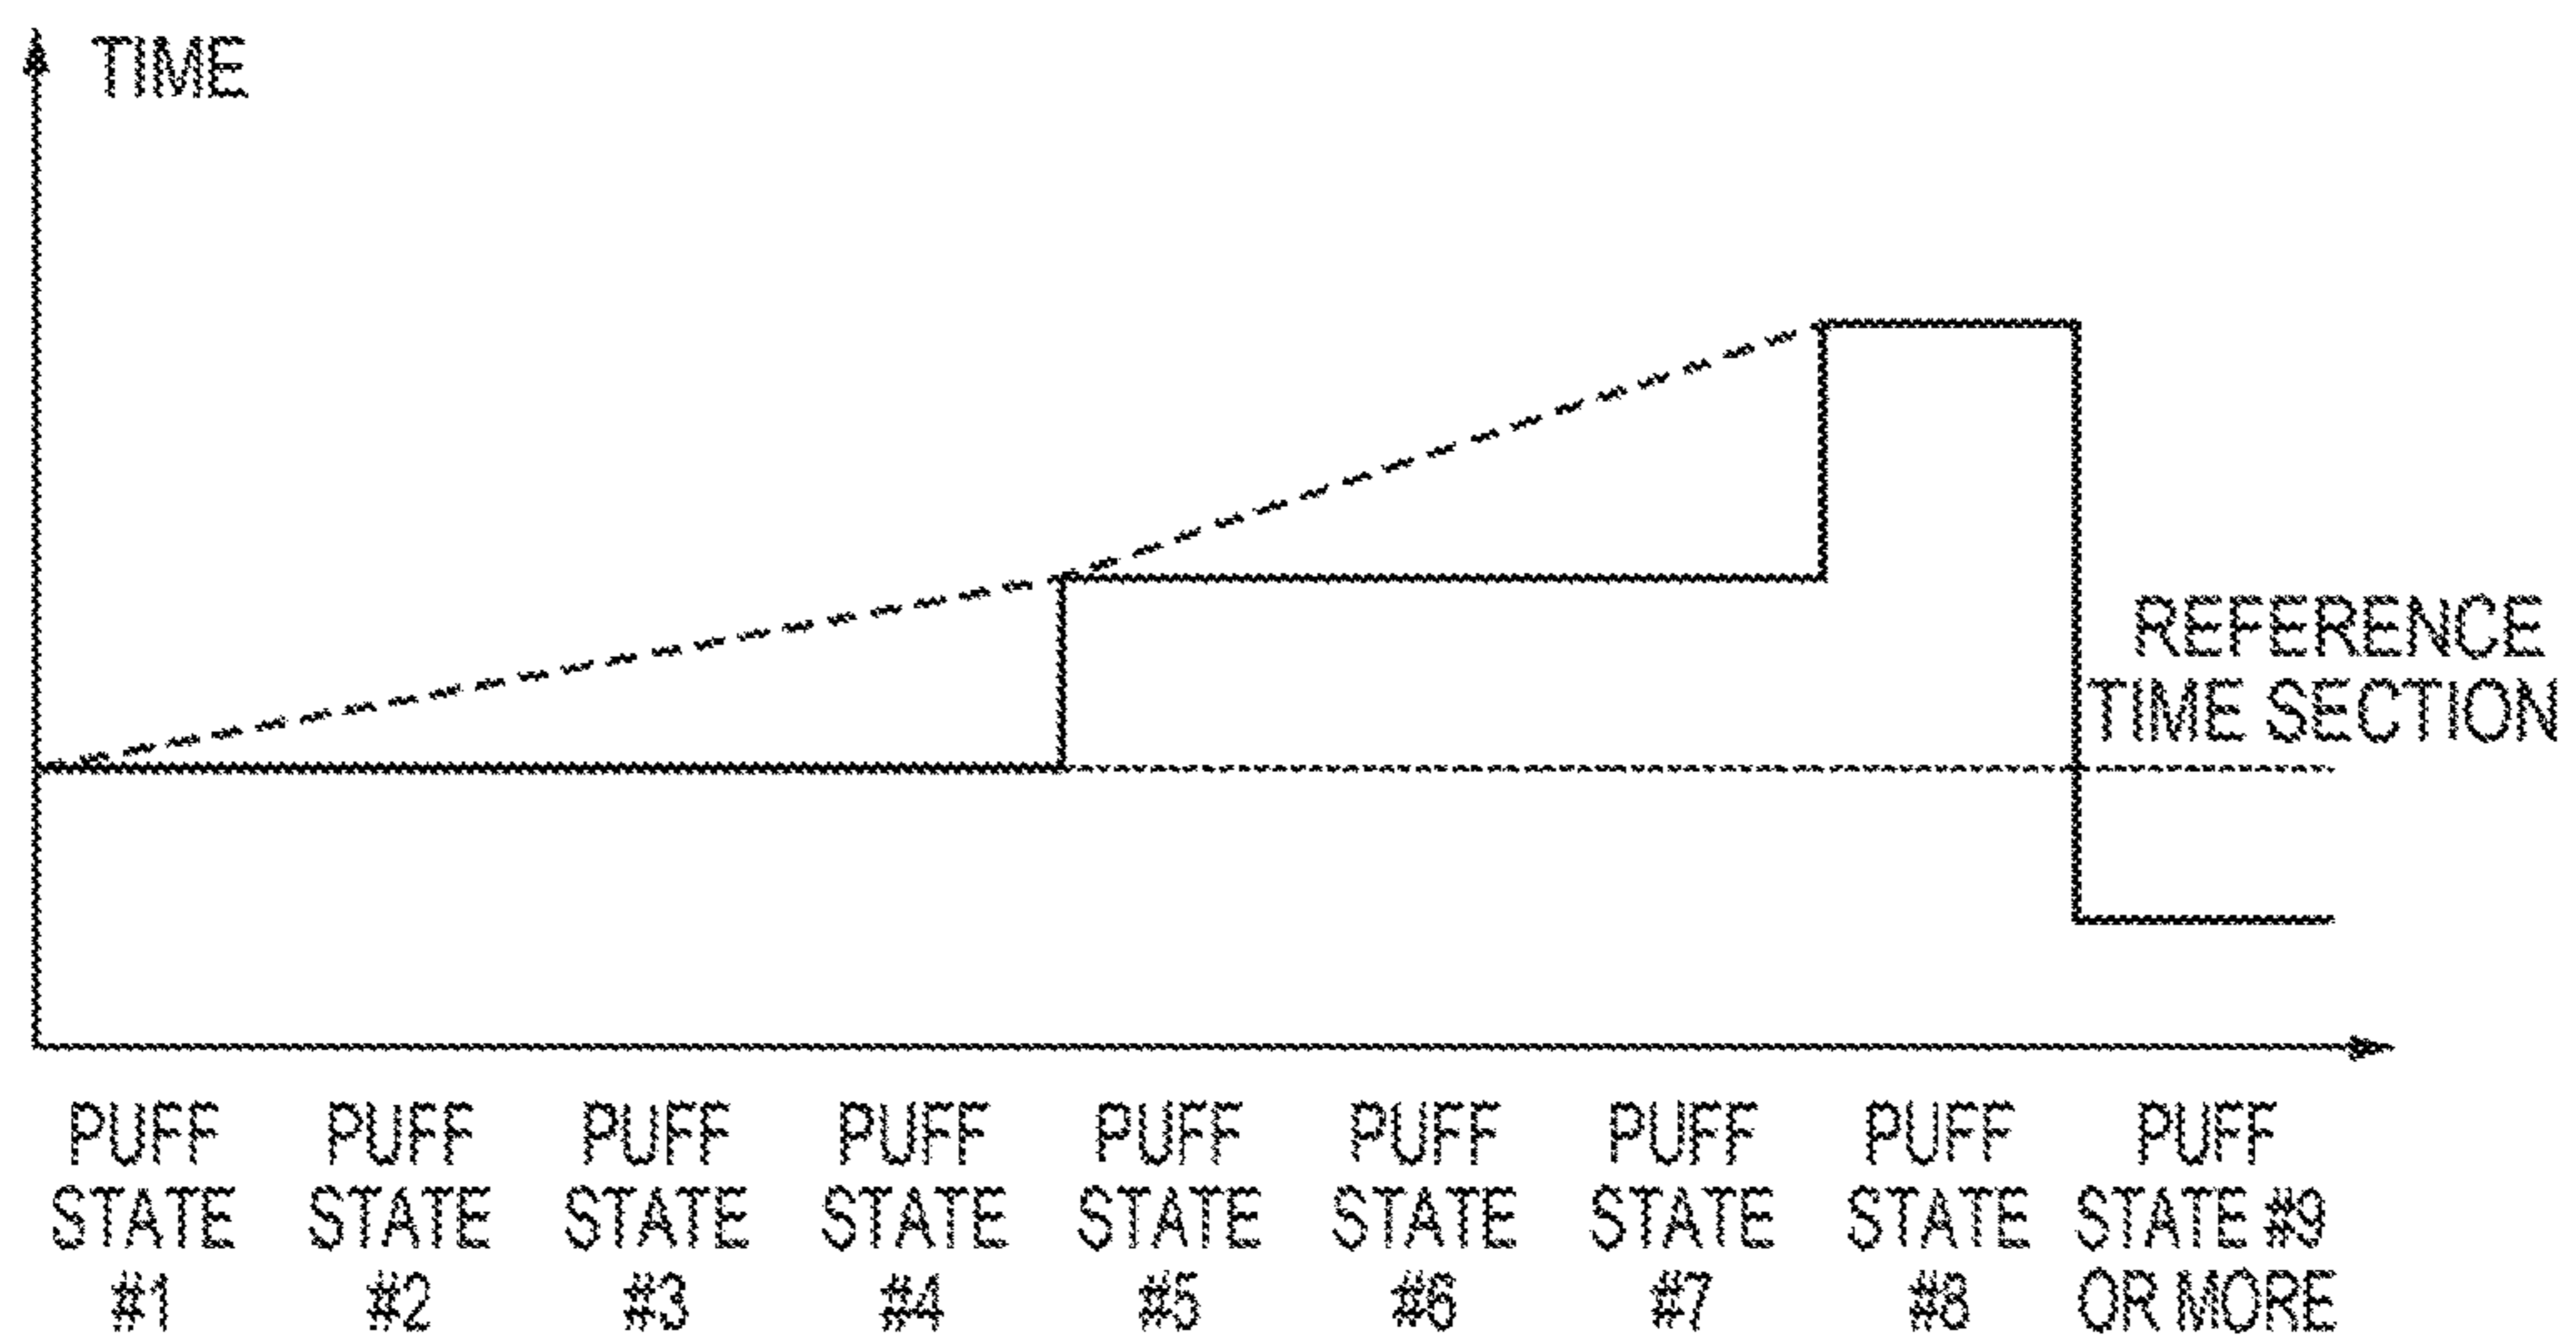 TIME
REFERENCE
TIME SECTION
PUFF
STATE
#1
PUFF
STATE
#2
PUFF
STATE
#3
PUFF
STATE
#4
PUFF
STATE
#5
PUFF
STATE
#6
PUFF
STATE
#7
PUFF
STATE
#8
PUFF
STATE #9
OR MORE